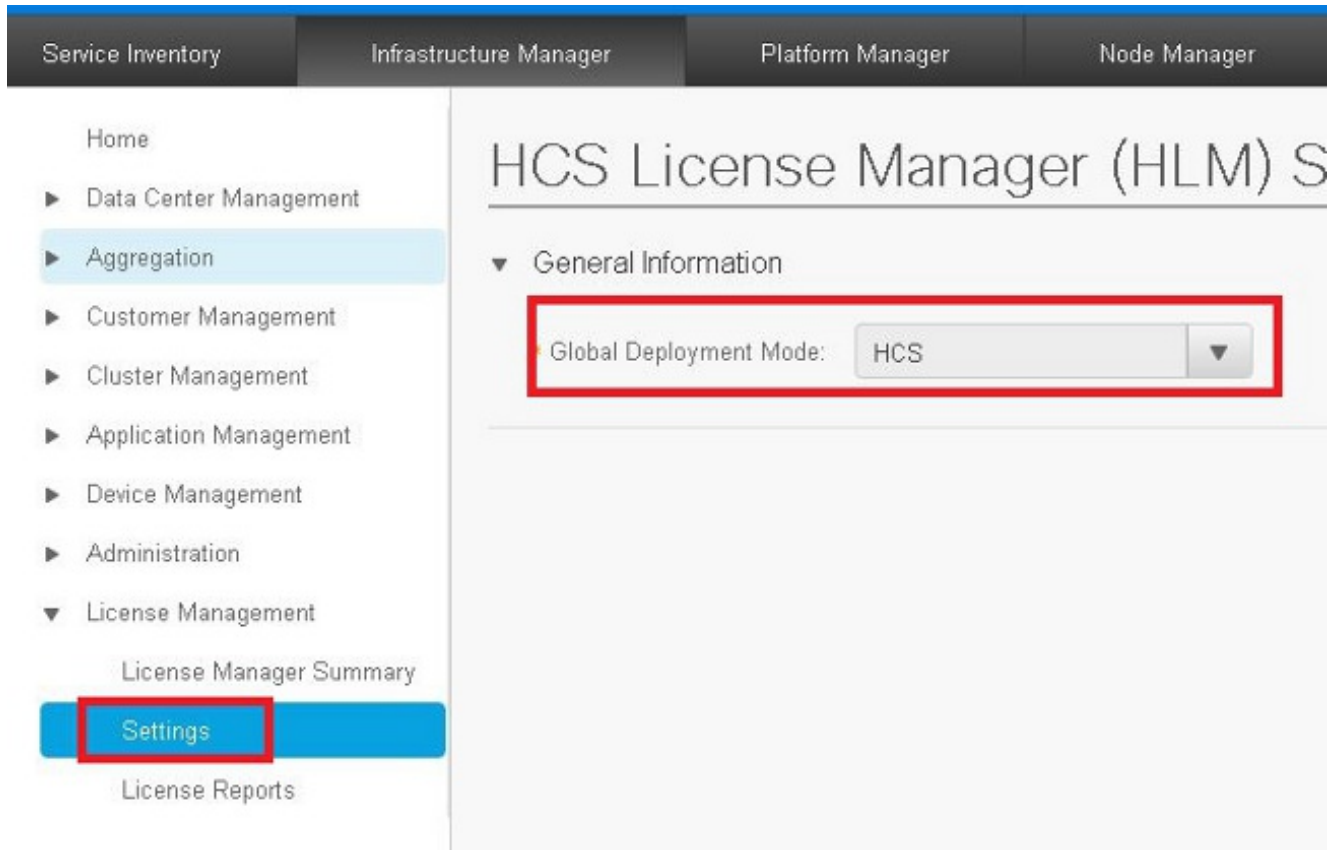 Service Inventory
Infrastructure Manager
Platform Manager
Node Manager
Home
Data Center Management
Aggregation
Customer Management
Cluster Management
Application Management
Device Management
Administration
License Management
License Manager Summary
Settings
License Reports
HCS License Manager (HLM) S
General Information
Global Deployment Mode: HCS